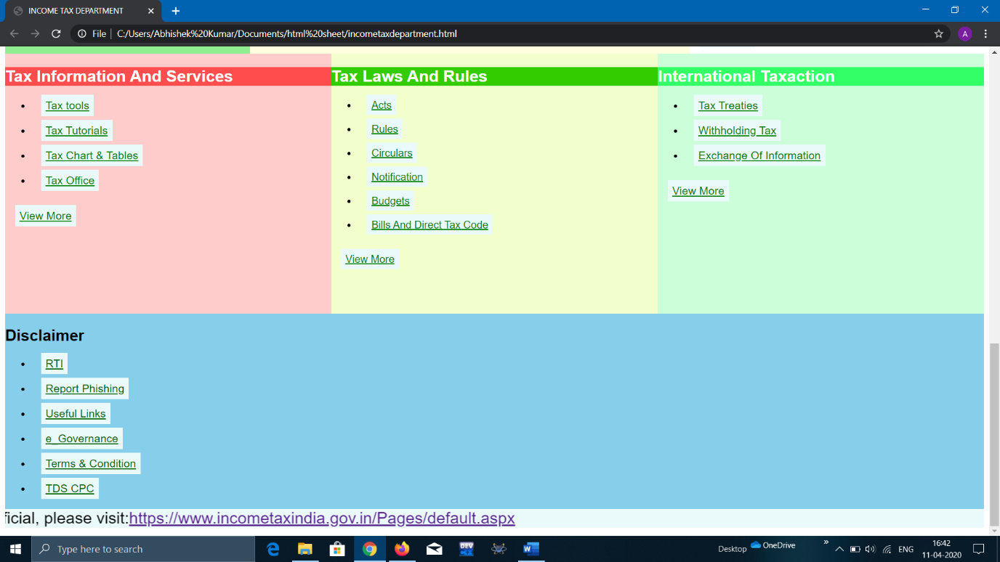 INCOME TAX DEPARTMENT
File | C:/Users/Abhishek%20Kumar/Documents/html%20sheet/incometaxdepartment.html
A
Tax Information And Services
Tax tools
Tax Tutorials
Tax Chart & Tables
Tax Office
View More
Tax Laws And Rules
Acts
Rules
Circulars
Notification
Budgets
Bills And Direct Tax Code
View More
International Taxaction
Tax Treaties
Withholding Tax
Exchange Of Information
View More
Disclaimer
RTI
Report Phishing
Useful Links
e_Governance
Terms & Condition
TDS CPC
ficial, please visit:https://www.incometaxindia.gov.in/Pages/default.aspx
Type here to search
DEV
Desktop
OneDrive
ENG
16:42
11-04-2020